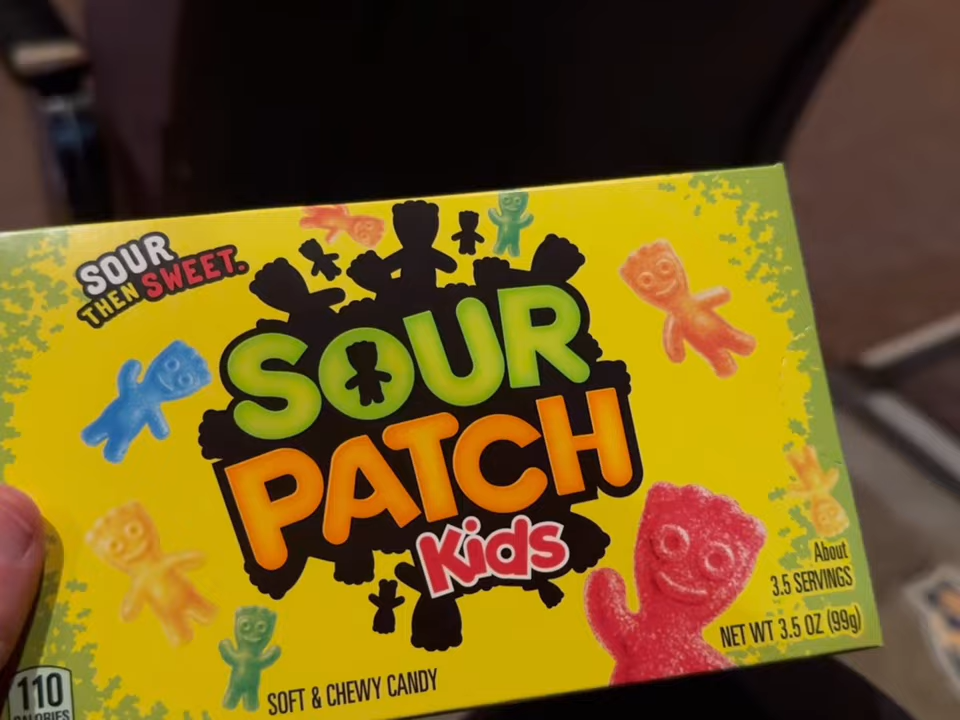 SOUR
THEN SWEET.
SOUR
PATCH
Kids
About
3.5 SERVINGS
NET WT 3.5 OZ (99g)
SOFT & CHEWY CANDY
110
CALORIES